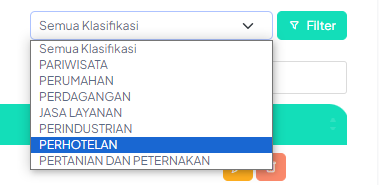 Semua Klasifikasi
Filter
Semua Klasifikasi
PARIWISATA
PERUMAHAN
PERDAGANGAN
JASA LAYANAN
PERINDUSTRIAN
PERHOTELAN
PERTANIAN DAN PETERNAKAN